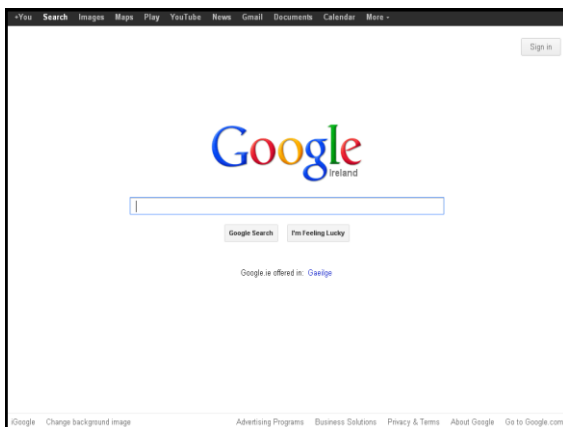 +You Search Images Maps Play YouTube News Gmail Documents Calendar More
Sign in
Google
Ireland
Google Search I'm Feeling Lucky
Google.ie offered in: Gaeilge
iGoogle Change background image Advertising Programs Business Solutions Privacy & Terms About Google Go to Google.com